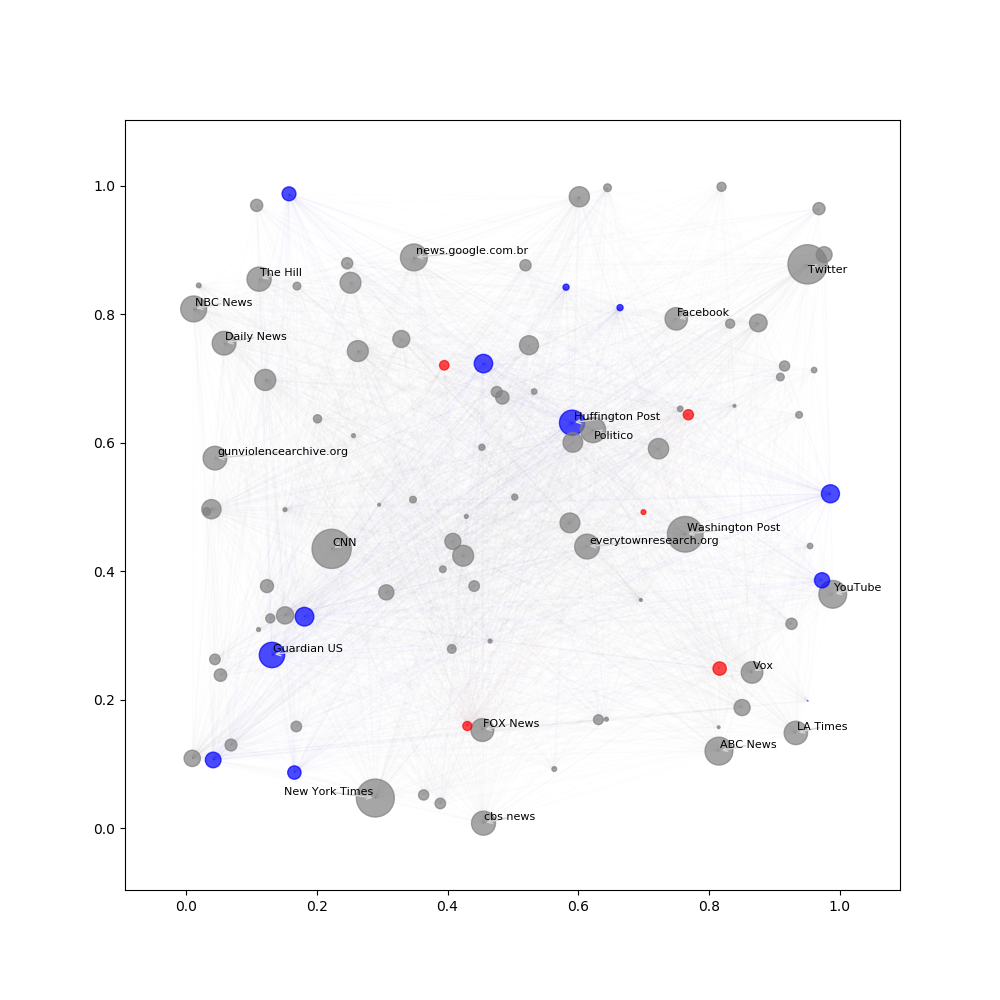 1.0
news.google.com.br
The Hill
Twitter
NBC News
Facebook
0.8
Daily News
Huffington Post
Politico
0.6
gunviolencearchive.org
Washington Post
CNN
everytownresearch.org
0.4
YouTube
Guardian US
Vox
0.2
FOX News
LA Times
ABC News
New York Times
cbs news
0.0
0.0 0.2 0.4 0.6 0.8 1.0